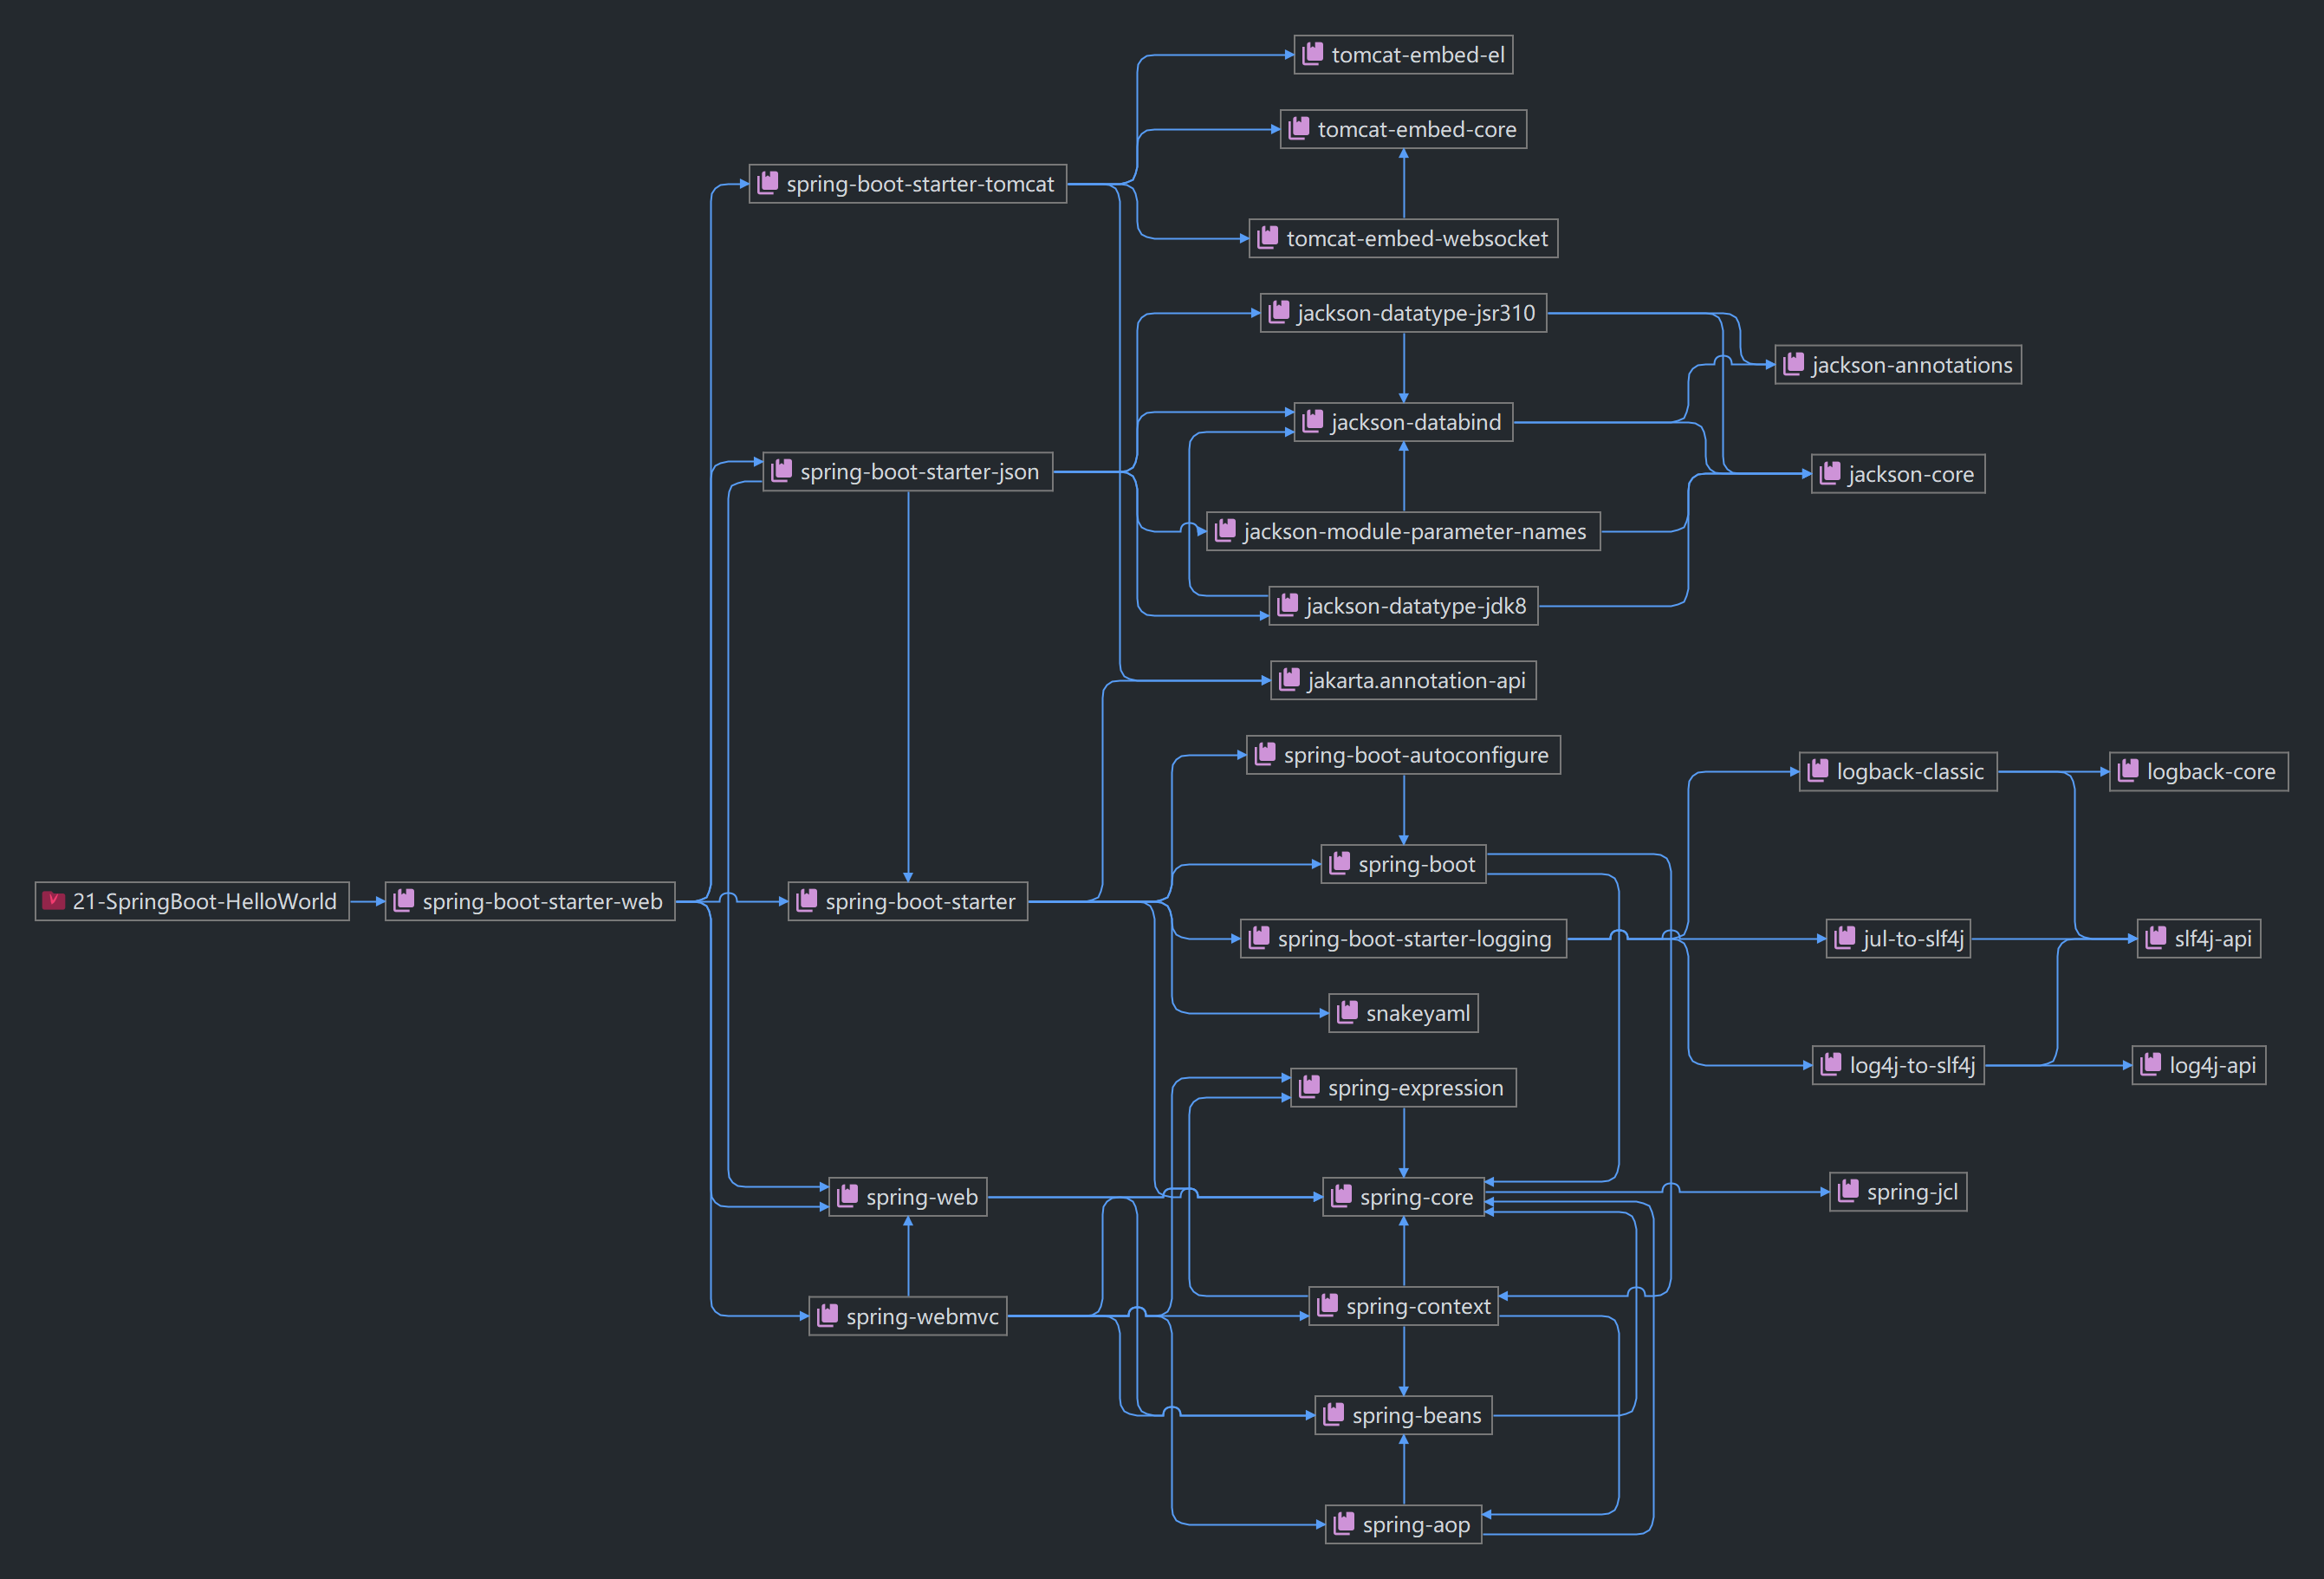 tomcat-embed-el
tomcat-embed-core
spring-boot-starter-tomcat
tomcat-embed-websocket
jackson-datatype-jsr310
jackson-annotations
jackson-databind
spring-boot-starter-json
jackson-core
jackson-module-parameter-names
jackson-datatype-jdk8
jakarta.annotation-api
spring-boot-autoconfigure
logback-classic
logback-core
spring-boot
21-SpringBoot-HelloWorld
spring-boot-starter-web
spring-boot-starter
spring-boot-starter-logging
jul-to-slf4j
slf4j-api
snakeyaml
log4j-to-slf4j
log4j-api
spring-expression
spring-web
spring-core
spring-jcl
spring-context
spring-webmvc
spring-beans
spring-aop